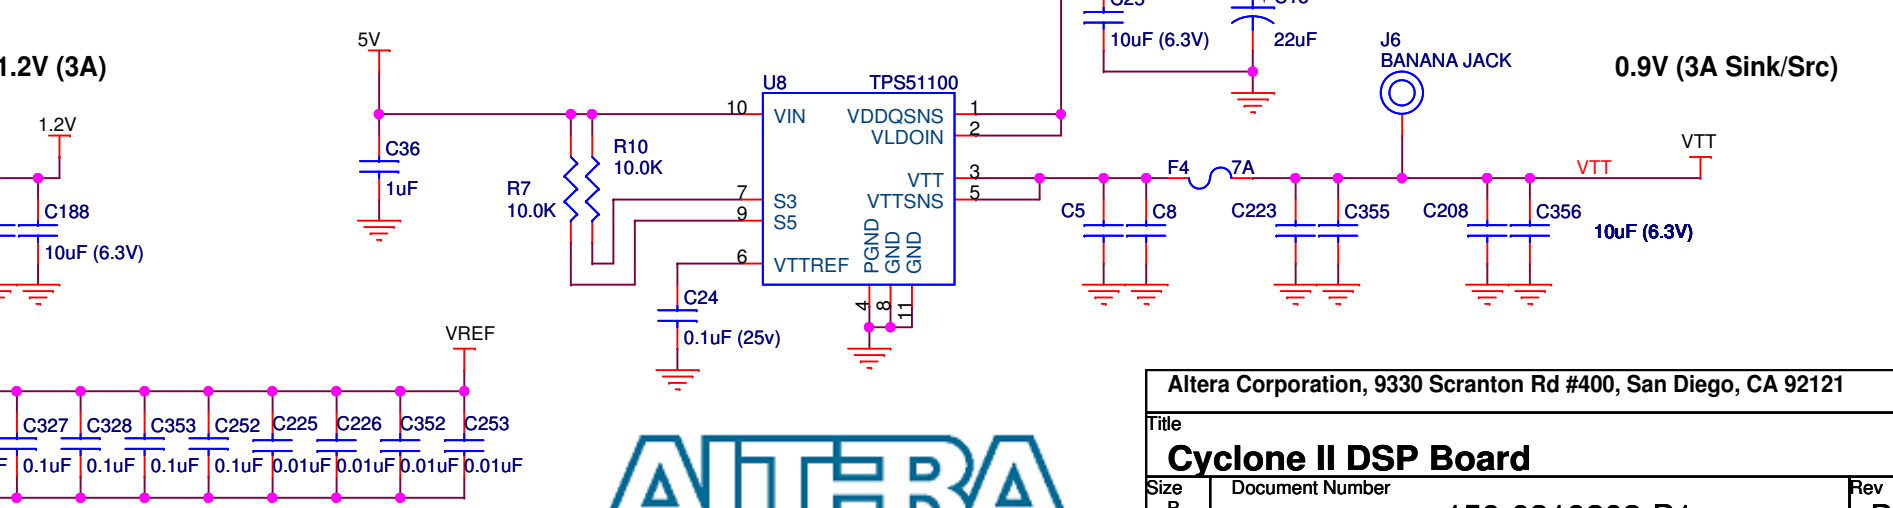 1.2V (3A)
1.2V
C188
10uF (6.3V)
5V
C36
1uF
R7
10.0K
R10
10.0K
U8
TPS51100
10
VIN
7
S3
9
S5
6
VTTREF
VDDQSNS
1
VLDOIN
2
VTT
3
VTTSNS
5
PGND
GND
GND
4
8
11
C24
0.1uF (25v)
10uF (6.3V)
22uF
J6
BANANA JACK
0.9V (3A Sink/Src)
F4
7A
VTT
VTT
C5
C8
C223
C355
C208
C356
10uF (6.3V)
VREF
C327
C328
C353
C252
C225
C226
C352
C253
F
0.1uF
0.1uF
0.1uF
0.1uF
0.01uF
0.01uF
0.01uF
0.01uF
ALTERA
Altera Corporation, 9330 Scranton Rd #400, San Diego, CA 92121
Title
Cyclone II DSP Board
Size
Document Number
Rev